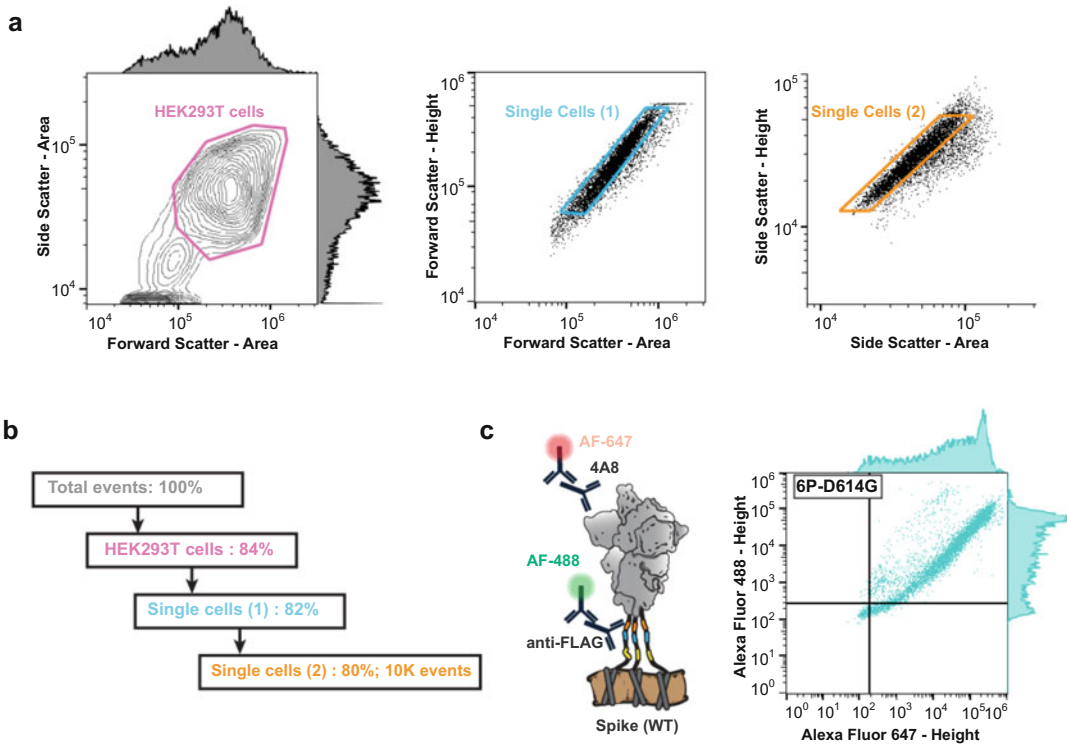 a
HEK293T cells
Side Scatter - Area
10^5
10^4
10^4 10^5 10^6
Forward Scatter - Area
Single Cells (1)
Forward Scatter - Height
10^6
10^5
10^4
10^4 10^5 10^6
Forward Scatter - Area
Single Cells (2)
Side Scatter - Height
10^5
10^4
10^4 10^5
Side Scatter - Area
b
Total events: 100%
HEK293T cells : 84%
Single cells (1) : 82%
Single cells (2) : 80%; 10K events
c
AF-647
4A8
AF-488
anti-FLAG
Spike (WT)
6P-D614G
Alexa Fluor 488 - Height
10^6
10^5
10^4
10^3
10^2
10^1
10^0
10^0 10^1 10^2 10^3 10^4 10^5 10^6
Alexa Fluor 647 - Height